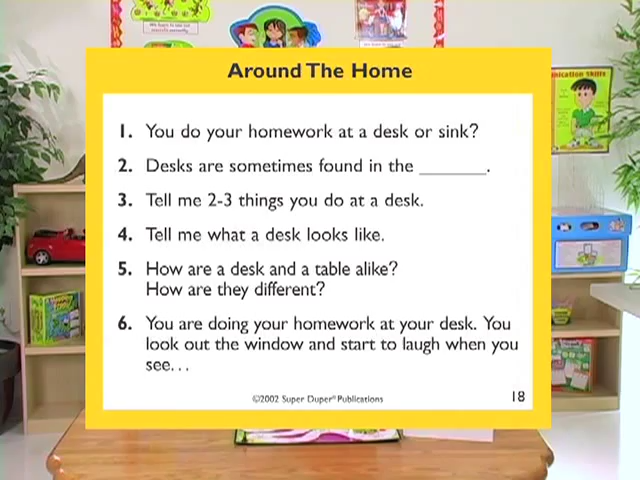 Around The Home
1. You do your homework at a desk or sink?
2. Desks are sometimes found in the _______.
3. Tell me 2-3 things you do at a desk.
4. Tell me what a desk looks like.
5. How are a desk and a table alike?
How are they different?
6. You are doing your homework at your desk. You
look out the window and start to laugh when you
see...
©2002 Super Duper® Publications
18